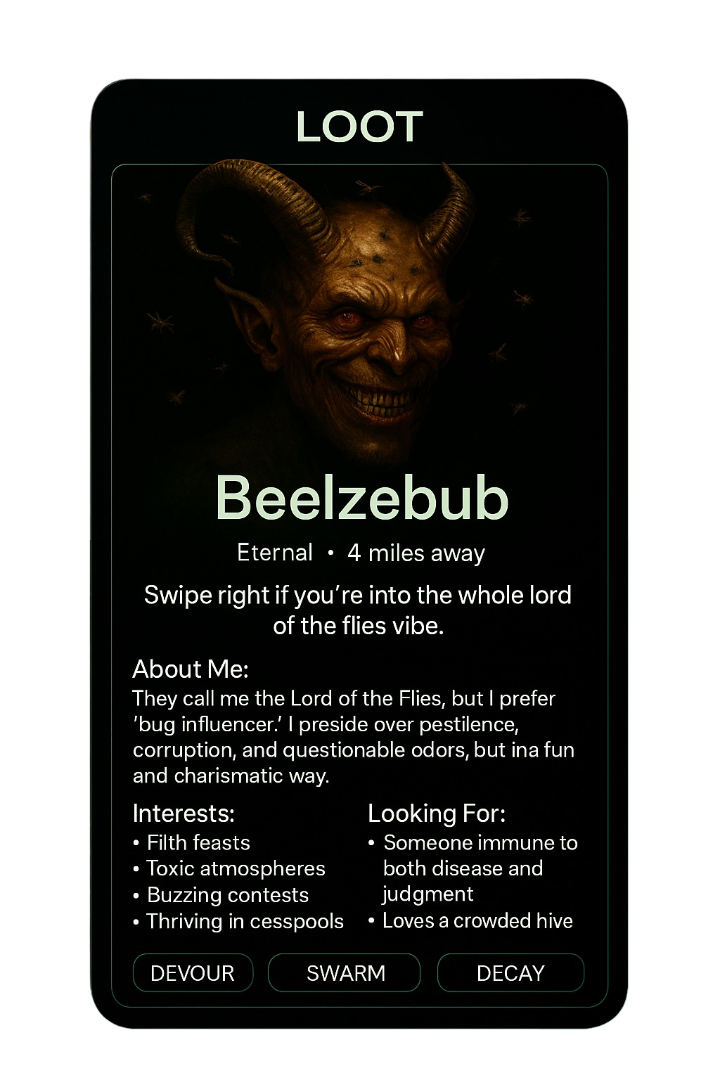 LOOT
Beelzebub
Eternal • 4 miles away
Swipe right if you're into the whole lord
of the flies vibe.
About Me:
They call me the Lord of the Flies, but I prefer
'bug influencer.' I preside over pestilence,
corruption, and questionable odors, but ina fun
and charismatic way.
Interests:
• Filth feasts
• Toxic atmospheres
• Buzzing contests
• Thriving in cesspools
Looking For:
• Someone immune to
both disease and
judgment
• Loves a crowded hive
DEVOUR
SWARM
DECAY